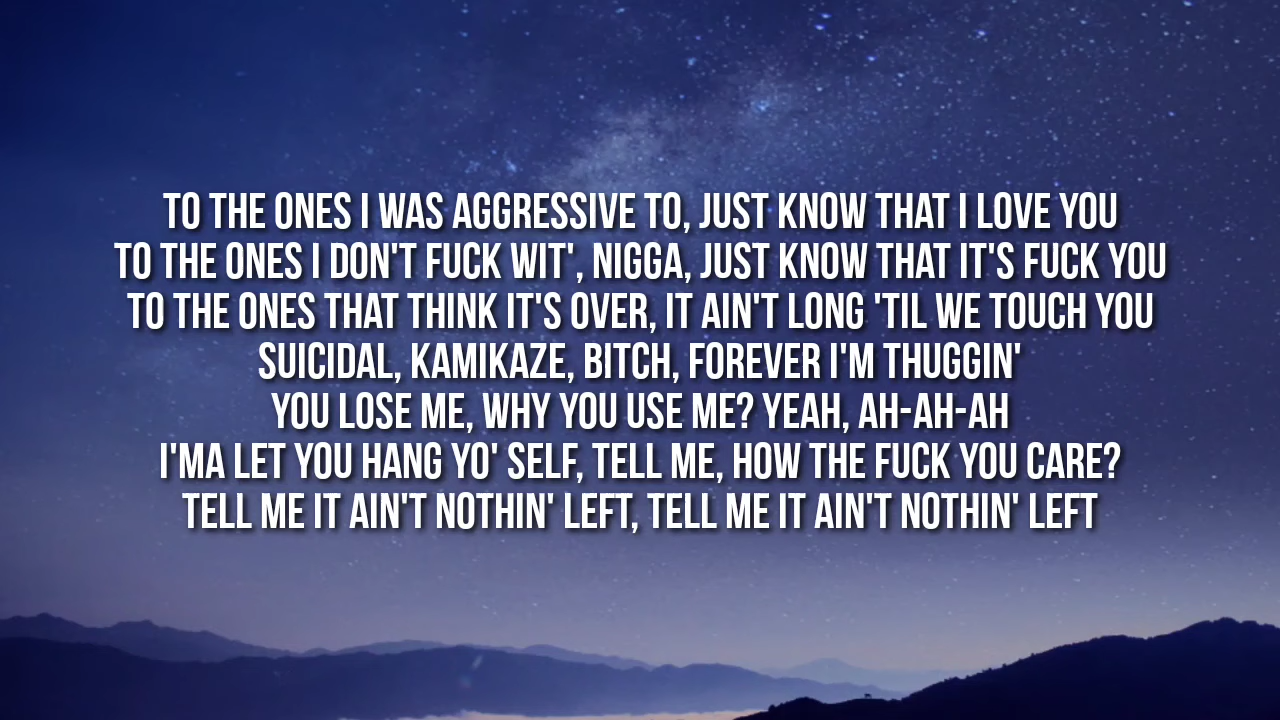 TO THE ONES I WAS AGGRESSIVE TO, JUST KNOW THAT I LOVE YOU
TO THE ONES I DON'T FUCK WIT', NIGGA, JUST KNOW THAT IT'S FUCK YOU
TO THE ONES THAT THINK IT'S OVER, IT AIN'T LONG 'TIL WE TOUCH YOU
SUICIDAL, KAMIKAZE, BITCH, FOREVER I'M THUGGIN'
YOU LOSE ME, WHY YOU USE ME? YEAH, AH-AH-AH
I'MA LET YOU HANG YO' SELF, TELL ME, HOW THE FUCK YOU CARE?
TELL ME IT AIN'T NOTHIN' LEFT, TELL ME IT AIN'T NOTHIN' LEFT